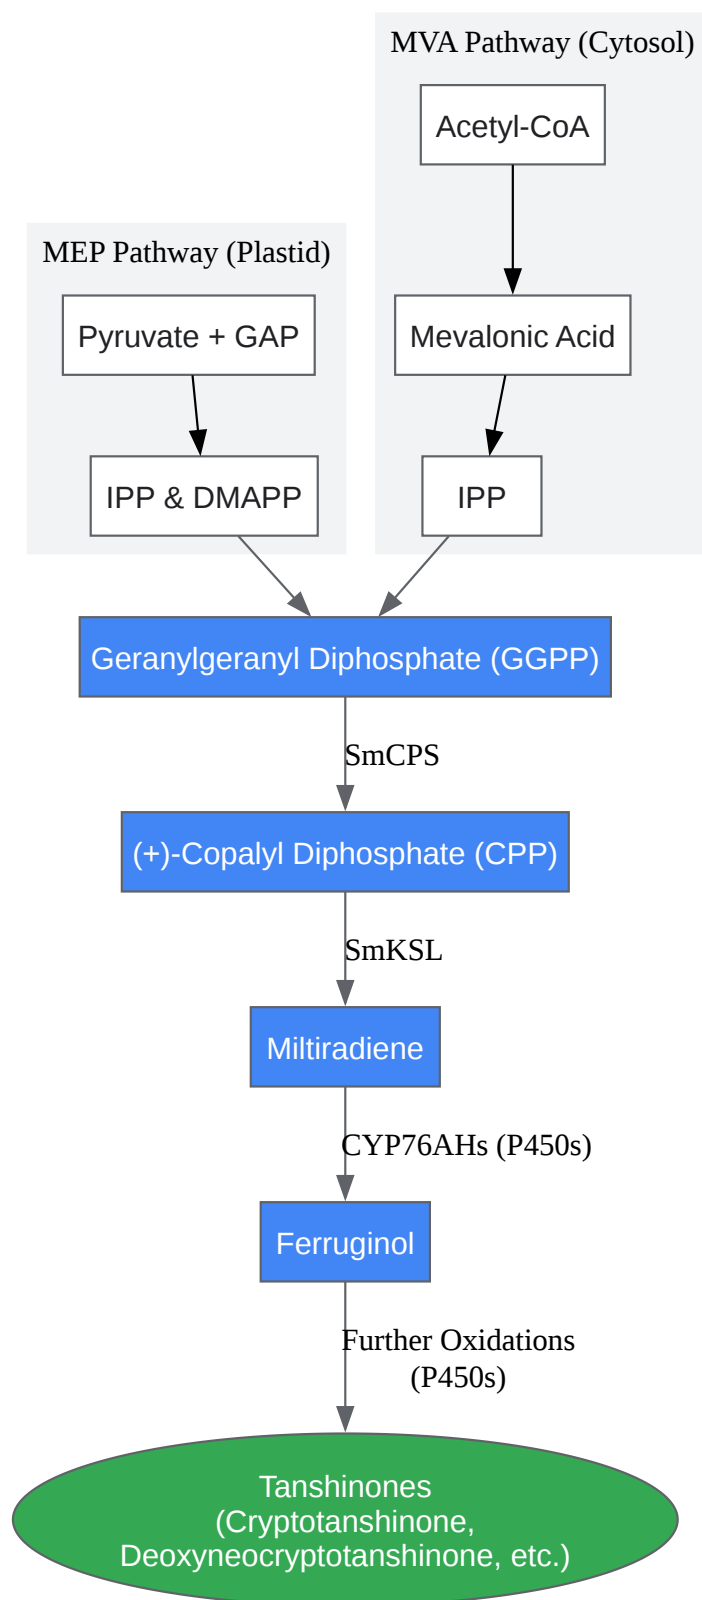 MVA Pathway (Cytosol)
Acetyl-CoA
MEP Pathway (Plastid)
Pyruvate + GAP
Mevalonic Acid
IPP & DMAPP
IPP
Geranylgeranyl Diphosphate (GGPP)
SmCPS
(+)-Copalyl Diphosphate (CPP)
SmKSL
Miltiradiene
CYP76AHs (P450s)
Ferruginol
Further Oxidations
(P450s)
Tanshinones
(Cryptotanshinone,
Deoxyneocryptotanshinone, etc.)